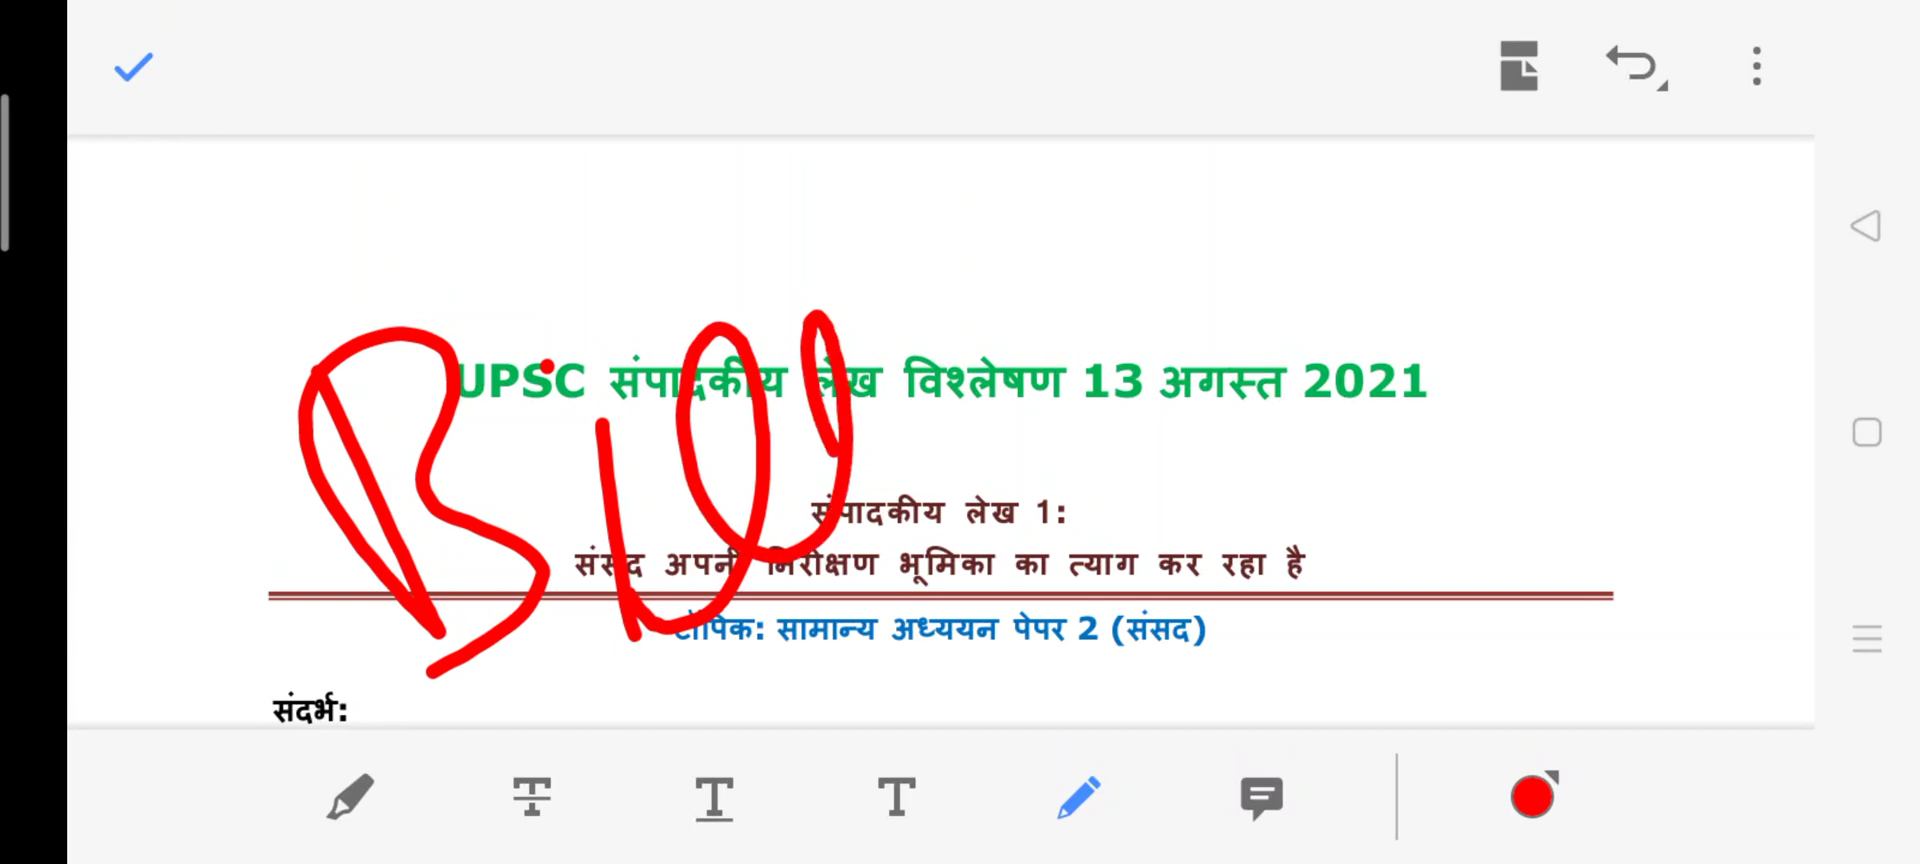 UPSC संपादकीय लेख विश्लेषण 13 अगस्त 2021
Bill
संपादकीय लेख 1:
संसद अपनी निरीक्षण भूमिका का त्याग कर रहा है
टॉपिक: सामान्य अध्ययन पेपर 2 (संसद)
संदर्भ: